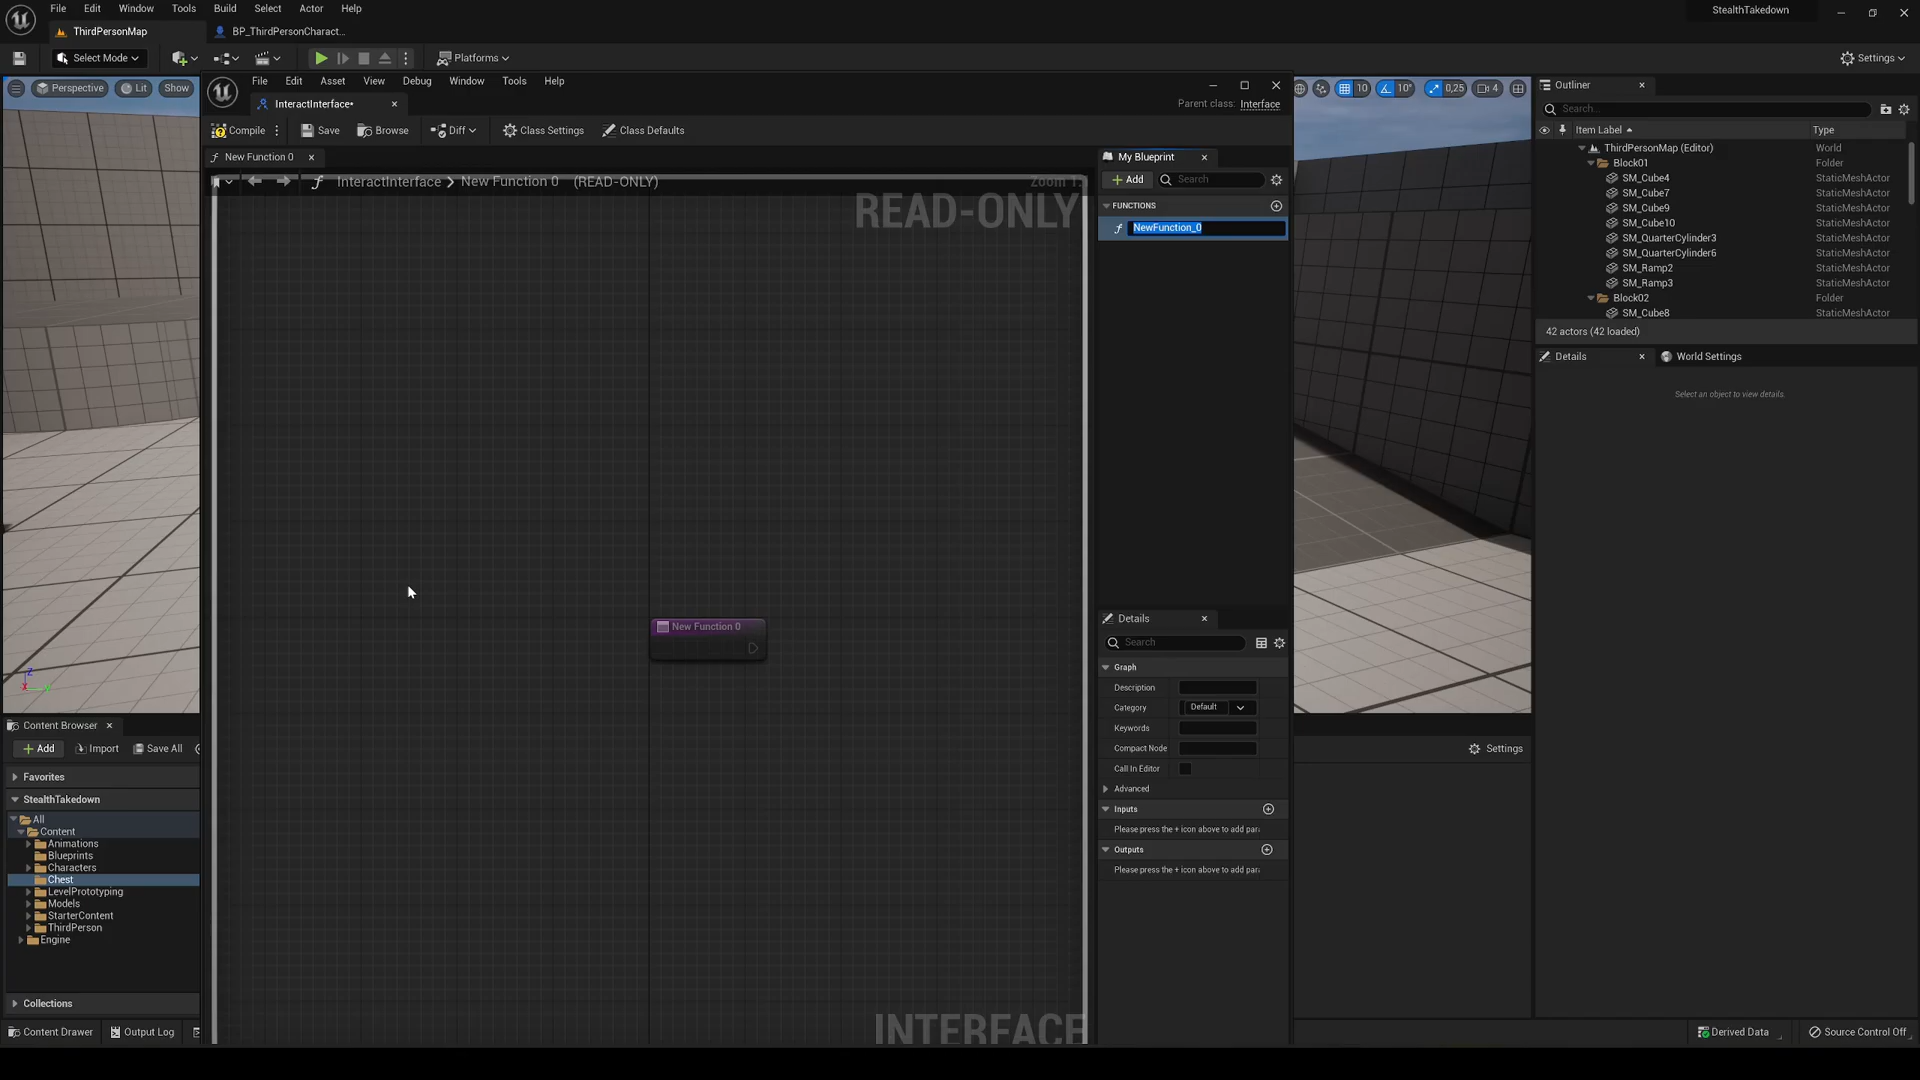 File Edit Window Tools Build Select Actor Help
StealthTakedown
ThirdPersonMap
BP_ThirdPersonCharact...
Select Mode
Platforms
Settings
Perspective
Lit
Show
File Edit Asset View Debug Window Tools Help
InteractInterface*
Parent class: Interface
Compile
Save
Browse
Diff
Class Settings
Class Defaults
New Function 0
InteractInterface > New Function 0 (READ-ONLY)
READ-ONLY
New Function 0
INTERFACE
My Blueprint
+ Add
Search
FUNCTIONS
NewFunction_0
Details
Search
Graph
Description
Category Default
Keywords
Compact Node
Call In Editor
Advanced
Inputs
Please press the + icon above to add par
Outputs
Please press the + icon above to add par
10
10°
0,25
4
Outliner
Search...
Item Label Type
ThirdPersonMap (Editor) World
Block01 Folder
SM_Cube4 StaticMeshActor
SM_Cube7 StaticMeshActor
SM_Cube9 StaticMeshActor
SM_Cube10 StaticMeshActor
SM_QuarterCylinder3 StaticMeshActor
SM_QuarterCylinder6 StaticMeshActor
SM_Ramp2 StaticMeshActor
SM_Ramp3 StaticMeshActor
Block02 Folder
SM_Cube8 StaticMeshActor
42 actors (42 loaded)
Details
World Settings
Select an object to view details.
Z
Content Browser
+ Add
Import
Save All
Settings
Favorites
StealthTakedown
All
Content
Animations
Blueprints
Characters
Chest
LevelPrototyping
Models
StarterContent
ThirdPerson
Engine
Collections
Content Drawer
Output Log
Derived Data
Source Control Off